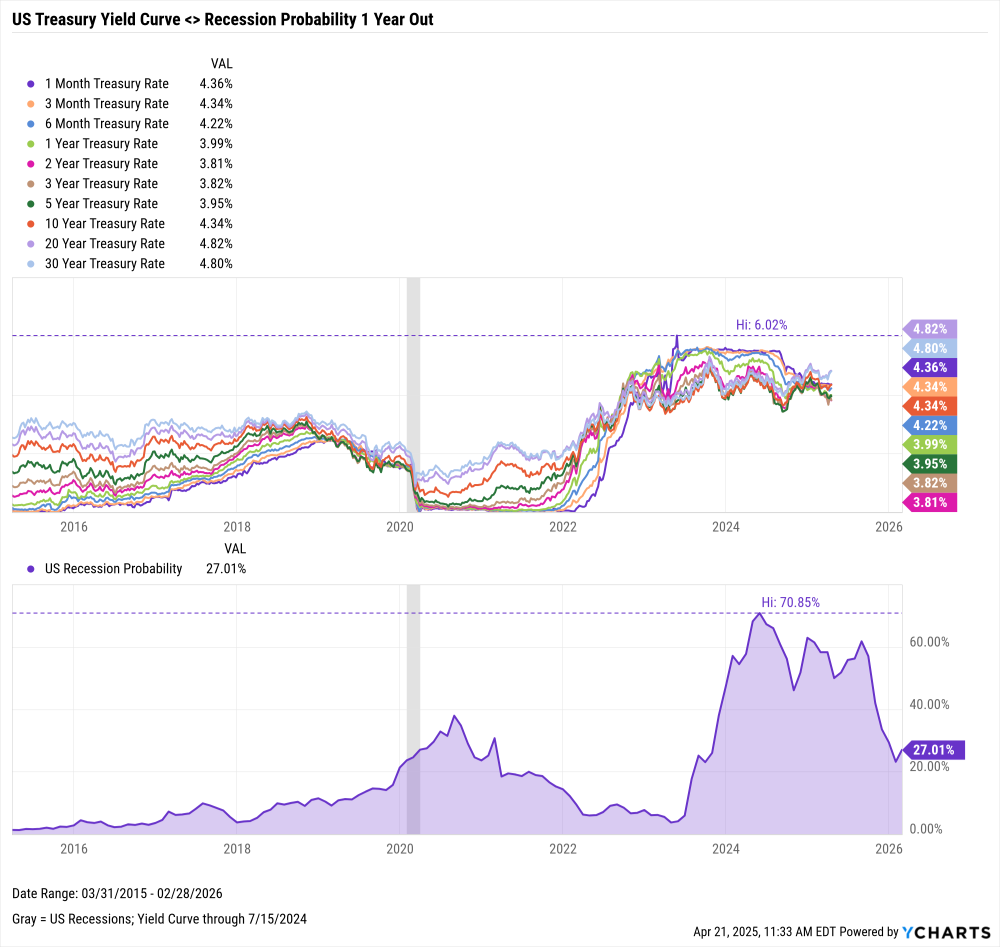 US Treasury Yield Curve <> Recession Probability 1 Year Out
VAL
1 Month Treasury Rate 4.36%
3 Month Treasury Rate 4.34%
6 Month Treasury Rate 4.22%
1 Year Treasury Rate 3.99%
2 Year Treasury Rate 3.81%
3 Year Treasury Rate 3.82%
5 Year Treasury Rate 3.95%
10 Year Treasury Rate 4.34%
20 Year Treasury Rate 4.82%
30 Year Treasury Rate 4.80%
Hi: 6.02%
4.82%
4.80%
4.36%
4.34%
4.34%
4.22%
3.99%
3.95%
3.82%
3.81%
2016 2018 2020 2022 2024 2026
VAL
US Recession Probability 27.01%
Hi: 70.85%
60.00%
40.00%
27.01%
20.00%
0.00%
2016 2018 2020 2022 2024 2026
Date Range: 03/31/2015 - 02/28/2026
Gray = US Recessions; Yield Curve through 7/15/2024
Apr 21, 2025, 11:33 AM EDT Powered by YCHARTS